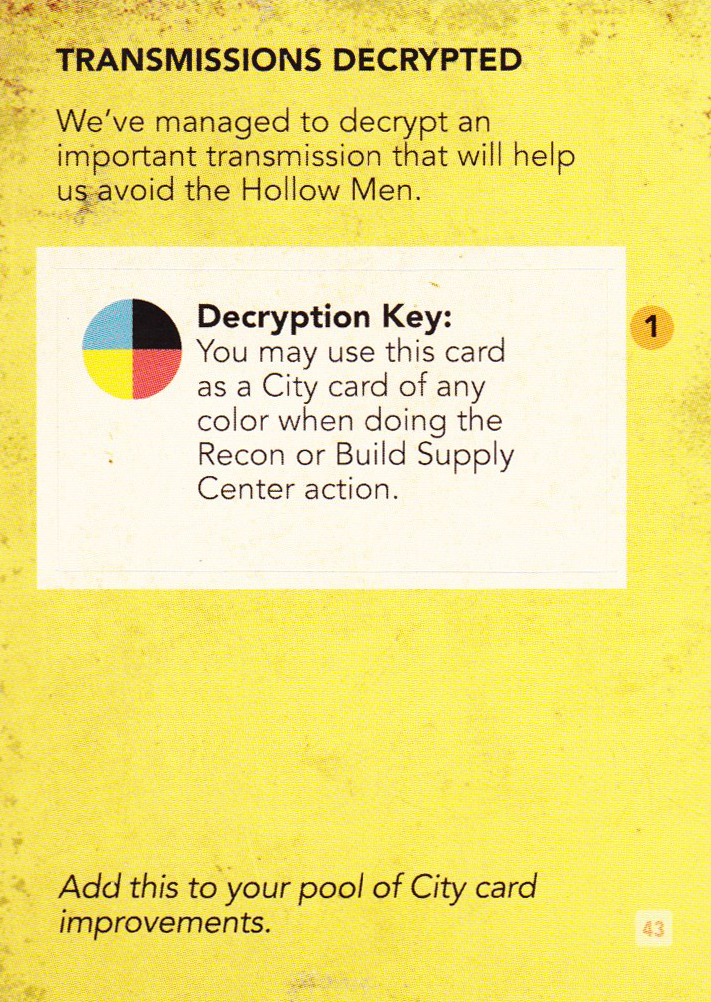 TRANSMISSIONS DECRYPTED
We've managed to decrypt an
important transmission that will help
us avoid the Hollow Men.
Decryption Key:
You may use this card
as a City card of any
color when doing the
Recon or Build Supply
Center action.
1
Add this to your pool of City card
improvements.
43